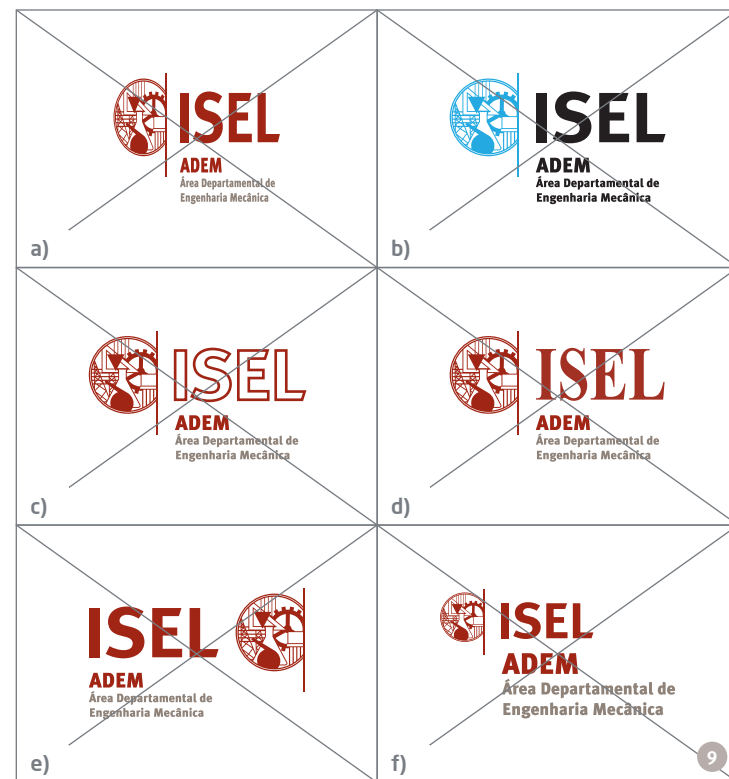 ISEL
ADEM
Área Departamental de
Engenharia Mecânica
a)
ISEL
ADEM
Área Departamental de
Engenharia Mecânica
b)
ISEL
ADEM
Área Departamental de
Engenharia Mecânica
c)
ISEL
ADEM
Área Departamental de
Engenharia Mecânica
d)
ISEL
ADEM
Área Departamental de
Engenharia Mecânica
e)
ISEL
ADEM
Área Departamental de
Engenharia Mecânica
f)
9